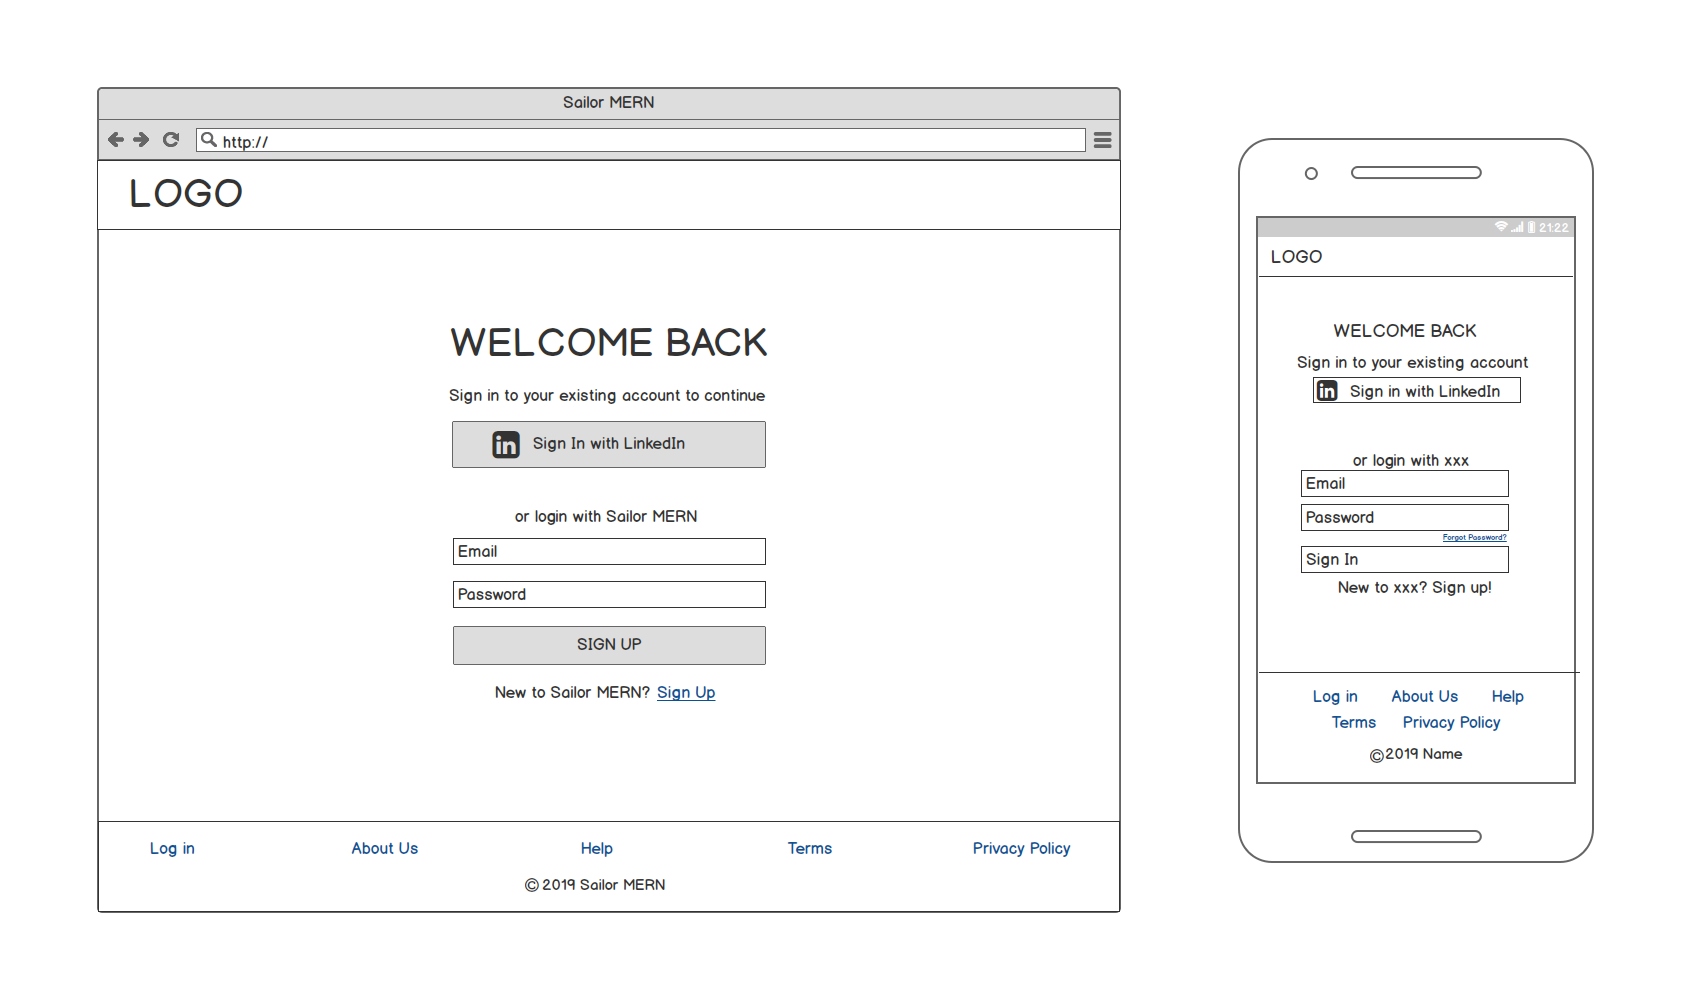 Sailor MERN
http://
LOGO
WELCOME BACK
Sign in to your existing account to continue
in Sign In with LinkedIn
or login with Sailor MERN
Email
Password
SIGN UP
New to Sailor MERN? Sign Up
Log in About Us Help Terms Privacy Policy
© 2019 Sailor MERN
21:22
LOGO
WELCOME BACK
Sign in to your existing account
in Sign in with LinkedIn
or login with xxx
Email
Password
Forgot Password?
Sign In
New to xxx? Sign up!
Log in About Us Help
Terms Privacy Policy
©2019 Name